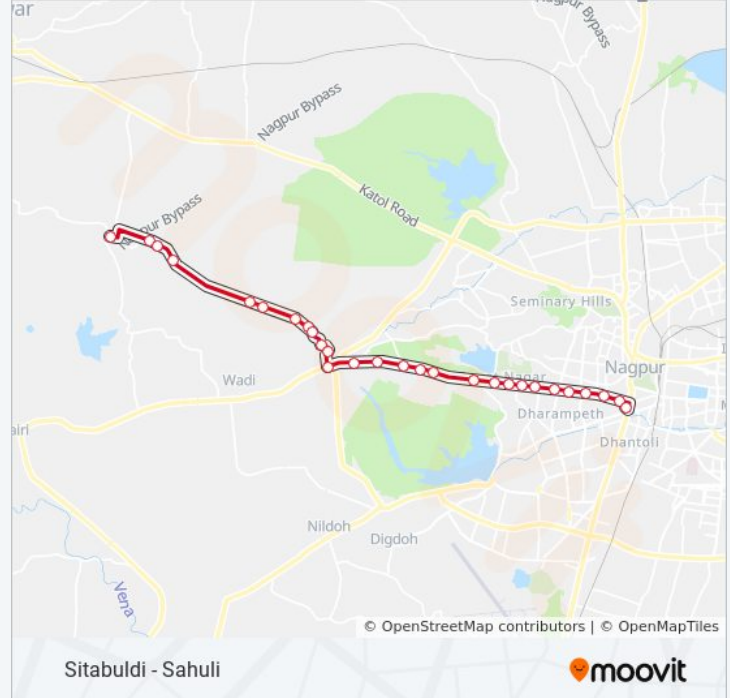 Nagpur Bypass
Nagpur Bypass
Katol Road
Bypass
Seminary Hills
Nagar
Nagpur
Wadi
Dharampeth
Dhantoli
Nildoh
Digdoh
Vena
© OpenStreetMap contributors | © OpenMapTiles
Sitabuldi - Sahuli
moovit